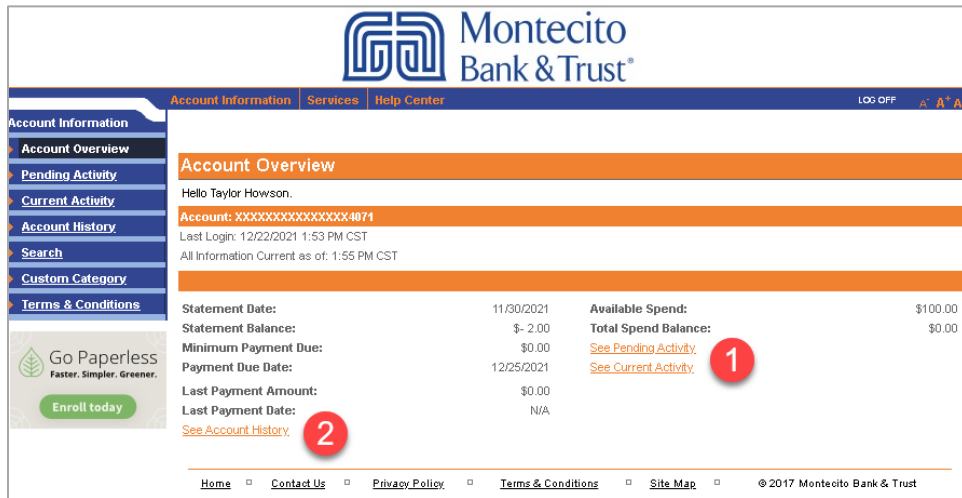 Montecito
Bank & Trust®
Account Information Services Help Center LOG OFF A- A+ A
Account Information
Account Overview
Pending Activity
Current Activity
Account History
Search
Custom Category
Terms & Conditions
Go Paperless
Faster. Simpler. Greener.
Enroll today
Account Overview
Hello Taylor Howson.
Account: XXXXXXXXXXXXXXX4071
Last Login: 12/22/2021 1:53 PM CST
All Information Current as of: 1:55 PM CST
Statement Date: 11/30/2021 Available Spend: $100.00
Statement Balance: $- 2.00 Total Spend Balance: $0.00
Minimum Payment Due: $0.00 See Pending Activity
1
Payment Due Date: 12/25/2021 See Current Activity
Last Payment Amount: $0.00
Last Payment Date: N/A
See Account History 2
Home Contact Us Privacy Policy Terms & Conditions Site Map © 2017 Montecito Bank & Trust